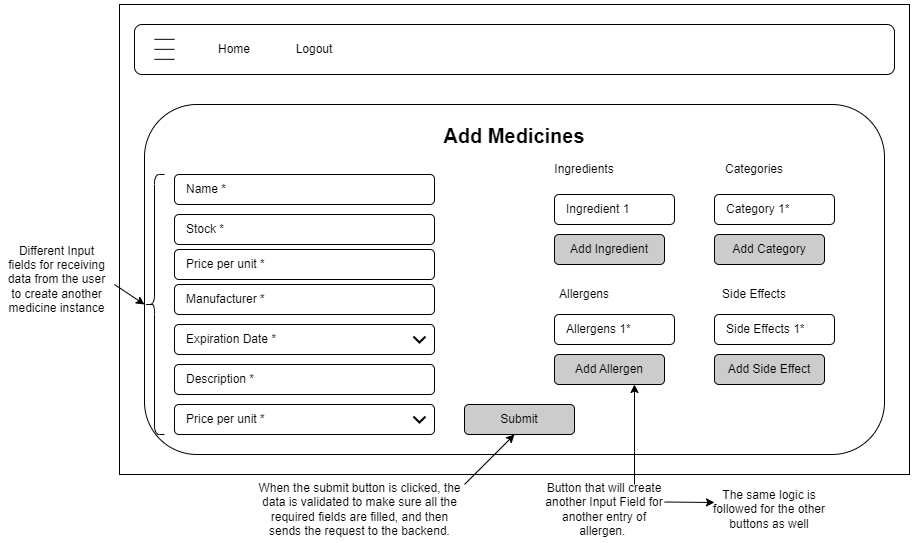 Home Logout
Add Medicines
Ingredients Categories
Name * Ingredient 1 Category 1*
Stock *
Add Ingredient Add Category
Price per unit *
Manufacturer *
Allergens Side Effects
Expiration Date * Allergens 1* Side Effects 1*
Description * Add Allergen Add Side Effect
Price per unit * Submit
Different Input
fields for receiving
data from the user
to create another
medicine instance
When the submit button is clicked, the
data is validated to make sure all the
required fields are filled, and then
sends the request to the backend.
Button that will create
another Input Field for
another entry of
allergen.
The same logic is
followed for the other
buttons as well